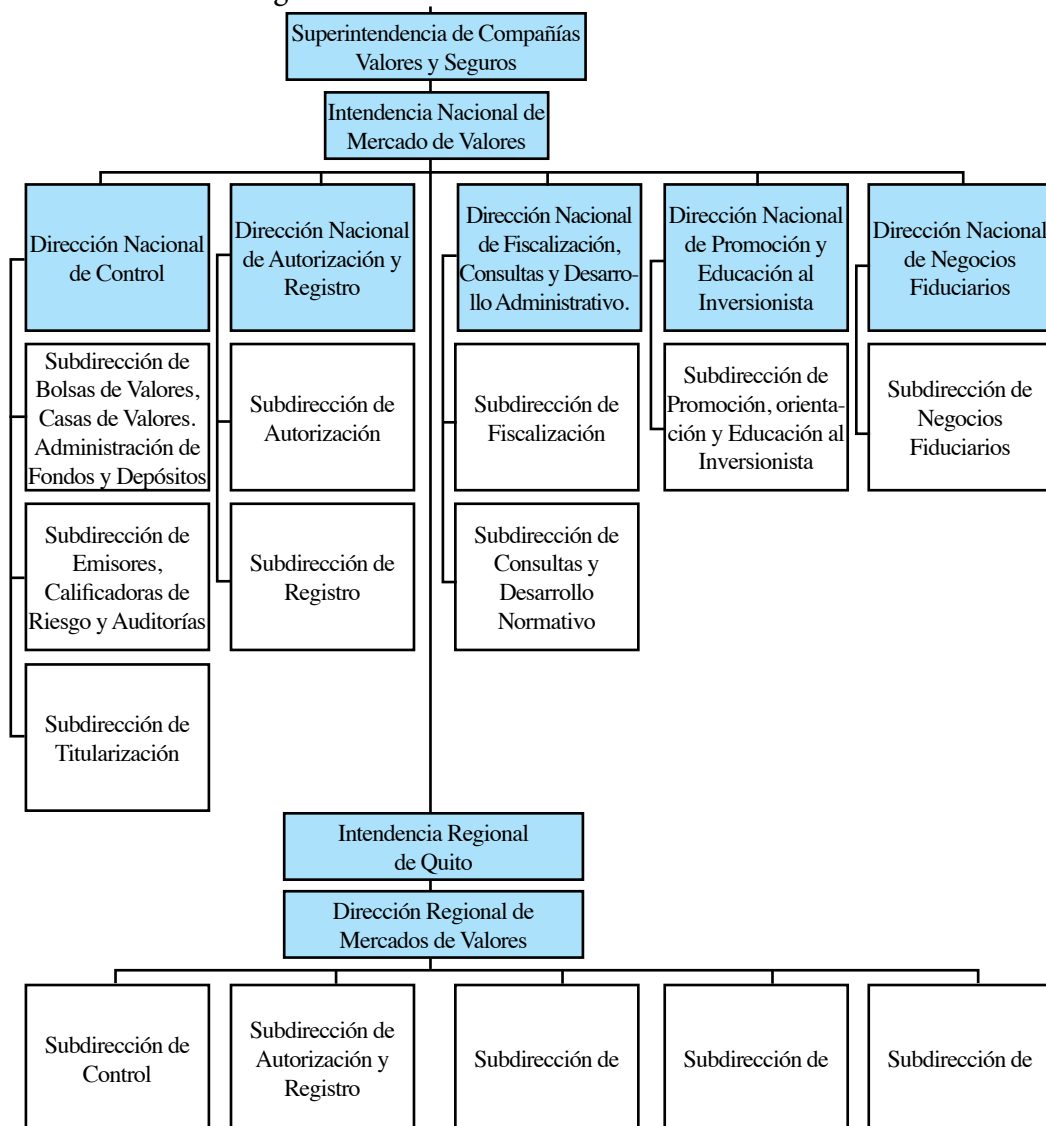 Superintendencia de Compañías
Valores y Seguros
Intendencia Nacional de
Mercado de Valores
Dirección Nacional
de Control
Dirección Nacional
de Autorización y
Registro
Dirección Nacional
de Fiscalización,
Consultas y Desarro-
llo Administrativo.
Dirección Nacional
de Promoción y
Educación al
Inversionista
Dirección Nacional
de Negocios
Fiduciarios
Subdirección de
Bolsas de Valores,
Casas de Valores.
Administración de
Fondos y Depósitos
Subdirección de
Autorización
Subdirección de
Fiscalización
Subdirección de
Promoción, orienta-
ción y Educación al
Inversionista
Subdirección de
Negocios
Fiduciarios
Subdirección de
Emisores,
Calificadoras de
Riesgo y Auditorías
Subdirección de
Registro
Subdirección de
Consultas y
Desarrollo
Normativo
Subdirección de
Titularización
Intendencia Regional
de Quito
Dirección Regional de
Mercados de Valores
Subdirección de
Control
Subdirección de
Autorización y
Registro
Subdirección de
Subdirección de
Subdirección de